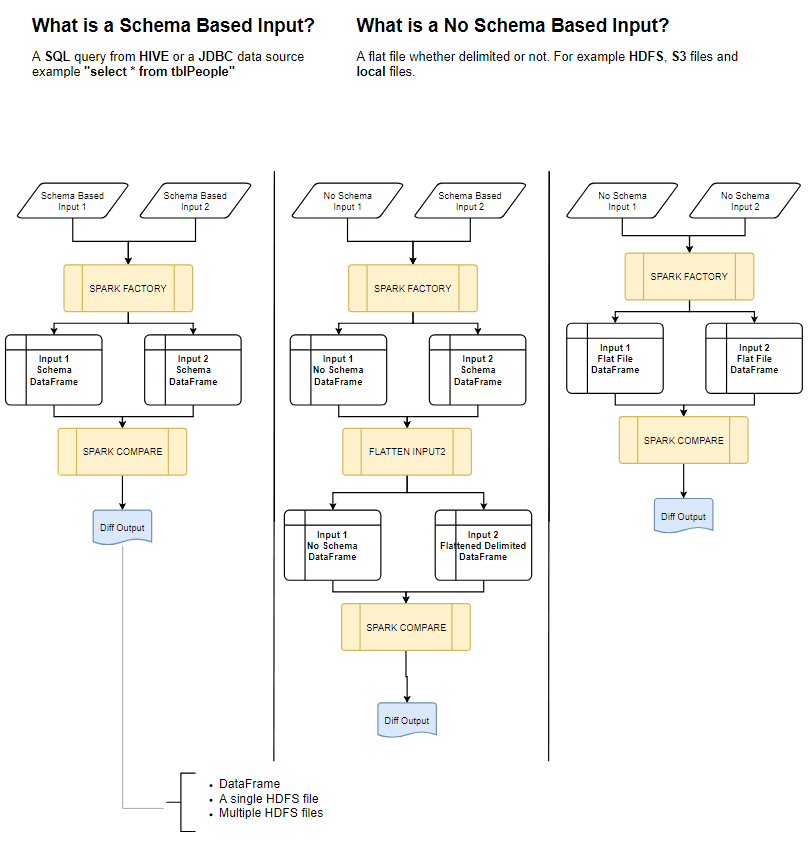 What is a Schema Based Input?
A SQL query from HIVE or a JDBC data source
example "select * from tblPeople"
What is a No Schema Based Input?
A flat file whether delimited or not. For example HDFS, S3 files and
local files.
Schema Based
Input 1
Schema Based
Input 2
SPARK FACTORY
Input 1
Schema
DataFrame
Input 2
Schema
DataFrame
SPARK COMPARE
Diff Output
DataFrame
A single HDFS file
Multiple HDFS files
No Schema
Input 1
Schema Based
Input 2
SPARK FACTORY
Input 1
No Schema
DataFrame
Input 2
Schema
DataFrame
FLATTEN INPUT2
Input 1
No Schema
DataFrame
Input 2
Flattened Delimited
DataFrame
SPARK COMPARE
Diff Output
No Schema
Input 1
No Schema
Input 2
SPARK FACTORY
Input 1
Flat File
DataFrame
Input 2
Flat File
DataFrame
SPARK COMPARE
Diff Output